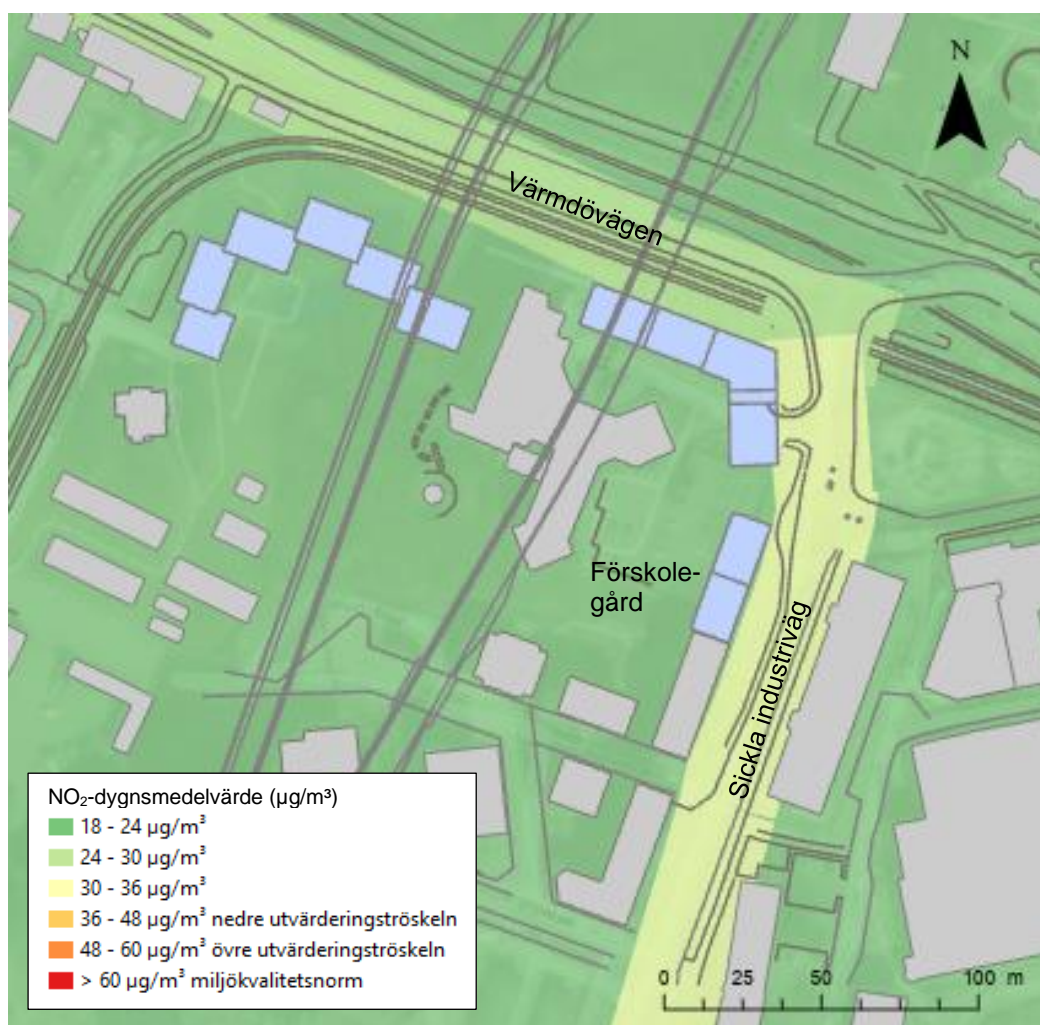 N
Värmdövägen
Förskole-
gård
Sickla industriväg
NO₂-dygnsmedelvärde (µg/m³)
18 - 24 µg/m³
24 - 30 µg/m³
30 - 36 µg/m³
36 - 48 µg/m³ nedre utvärderingströskeln
48 - 60 µg/m³ övre utvärderingströskeln
> 60 µg/m³ miljökvalitetsnorm
0 25 50 100 m